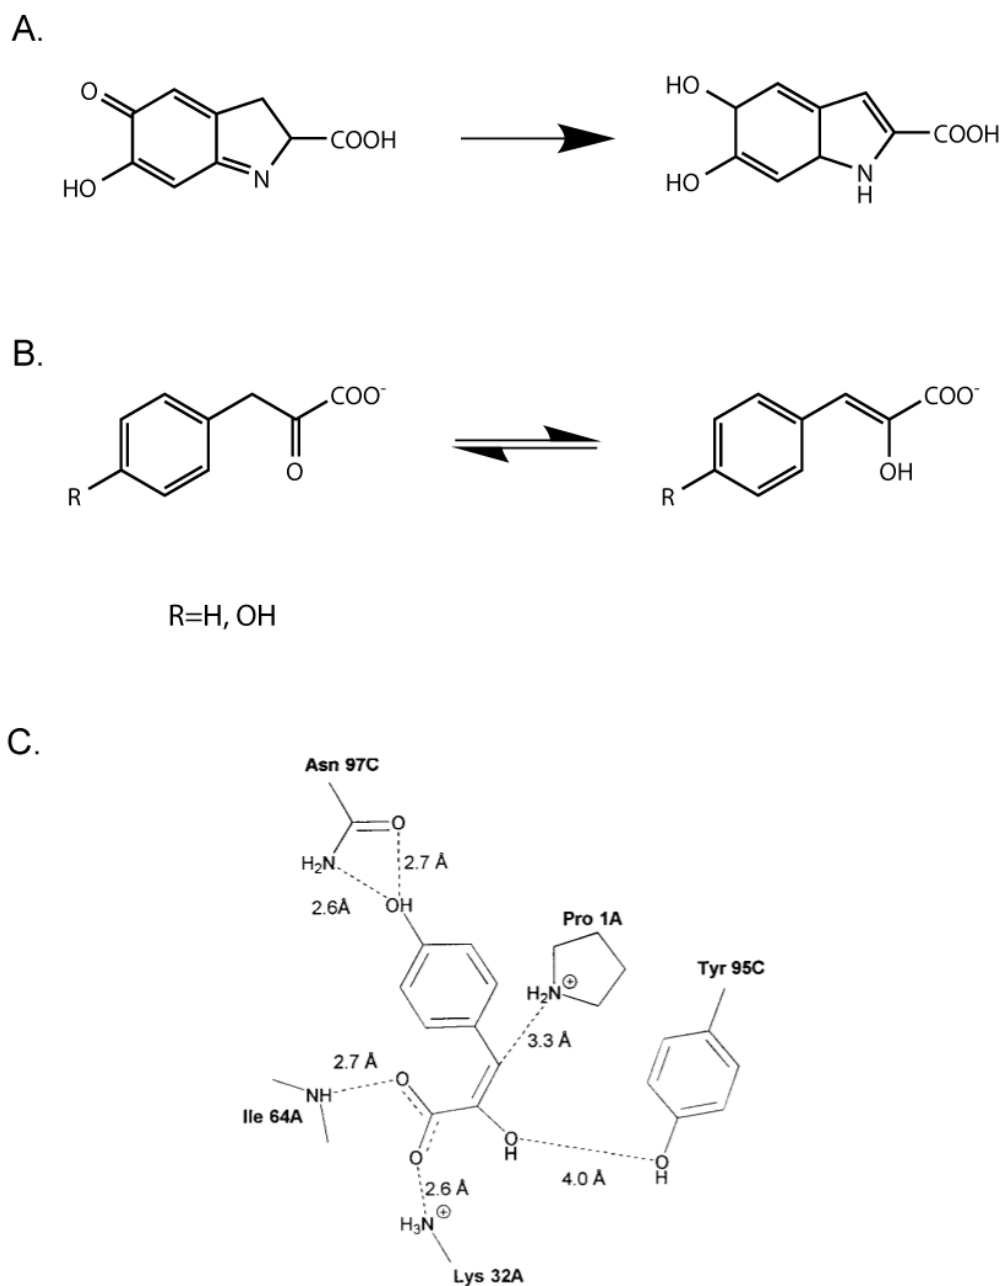 A.
O
HO
N
COOH
HO
HO
N
H
COOH
B.
R
COO-
O
R
COO-
OH
R=H, OH
C.
Asn 97C
O
H2N
2.7 Å
2.6Å
OH
Pro 1A
H2N
+
Tyr 95C
3.3 Å
2.7 Å
O
NH
Ile 64A
O
O
H
4.0 Å
O
H
2.6 Å
H3N
+
Lys 32A